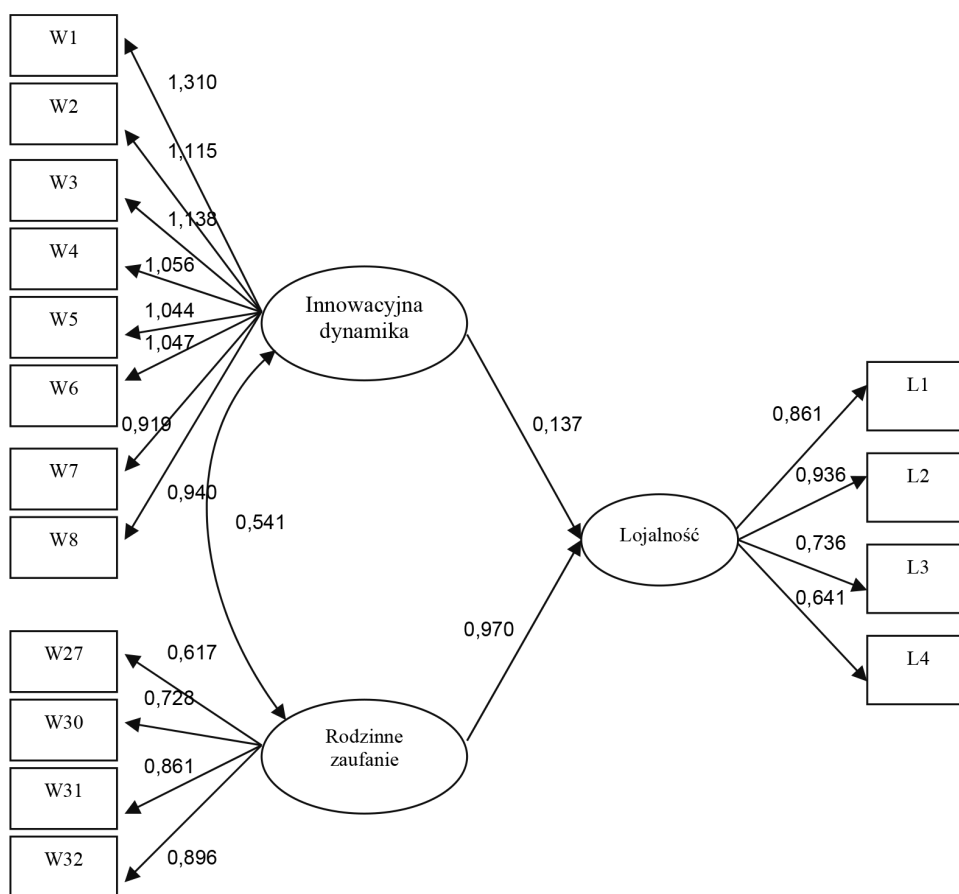 W1
1,310
W2
1,115
W3
1,138
W4
1,056
W5
1,044
W6
1,047
W7
0,919
W8
0,940
Innowacyjna
dynamika
0,541
0,137
0,970
Lojalność
0,861
L1
0,936
L2
0,736
L3
0,641
L4
W27
0,617
W30
0,728
W31
0,861
W32
0,896
Rodzinne
zaufanie